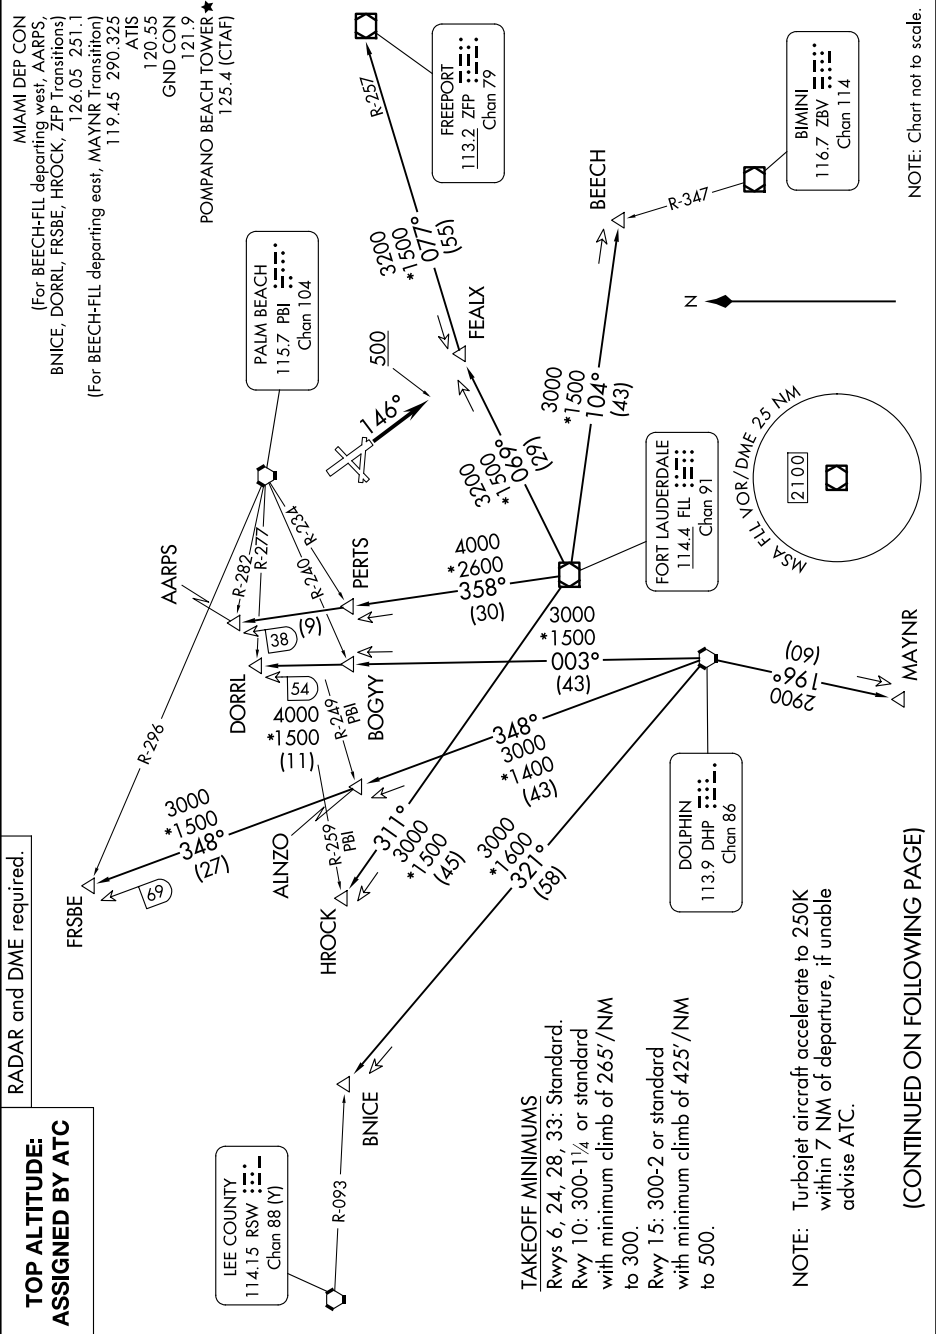 TOP ALTITUDE:
ASSIGNED BY ATC
RADAR and DME required.
MIAMI DEP CON
(For BEECH-FLL departing west, AARPS,
BNICE, DORRL, FRSBE, HROCK, ZFP Transitions)
126.05 251.1
(For BEECH-FLL departing east, MAYNR Transititon)
119.45 290.325
ATIS
120.55
GND CON
121.9
POMPANO BEACH TOWER★
125.4 (CTAF)
FRSBE
69
R-296
3000
*1500
348°
(27)
AARPS
R-282
R-277
R-240
R-234
38
(9)
DORRL
54
4000
*1500
(11)
PALM BEACH
115.7 PBI
Chan 104
146°
500
FREEPORT
113.2 ZFP
Chan 79
R-257
3200
*1500
077°
(55)
FEALX
LEE COUNTY
114.15 RSW
Chan 88 (Y)
R-093
BNICE
HROCK
R-259
PBI
ALNZO
R-249
PBI
BOGYY
PERTS
311°
3000
*1500
(45)
4000
*2600
358°
(30)
3200
*1500
069°
(29)
3000
*1600
321°
(58)
348°
3000
*1400
(43)
3000
*1500
003°
(43)
3000
*1500
104°
(43)
BEECH
R-347
BIMINI
116.7 ZBV
Chan 114
FORT LAUDERDALE
114.4 FLL
Chan 91
DOLPHIN
113.9 DHP
Chan 86
2900
196°
(60)
MAYNR
MSA FLL VOR/DME 25 NM
2100
N
TAKEOFF MINIMUMS
Rwys 6, 24, 28, 33: Standard.
Rwy 10: 300-1¼ or standard
with minimum climb of 265'/NM
to 300.
Rwy 15: 300-2 or standard
with minimum climb of 425'/NM
to 500.
NOTE: Turbojet aircraft accelerate to 250K
within 7 NM of departure, if unable
advise ATC.
(CONTINUED ON FOLLOWING PAGE)
NOTE: Chart not to scale.